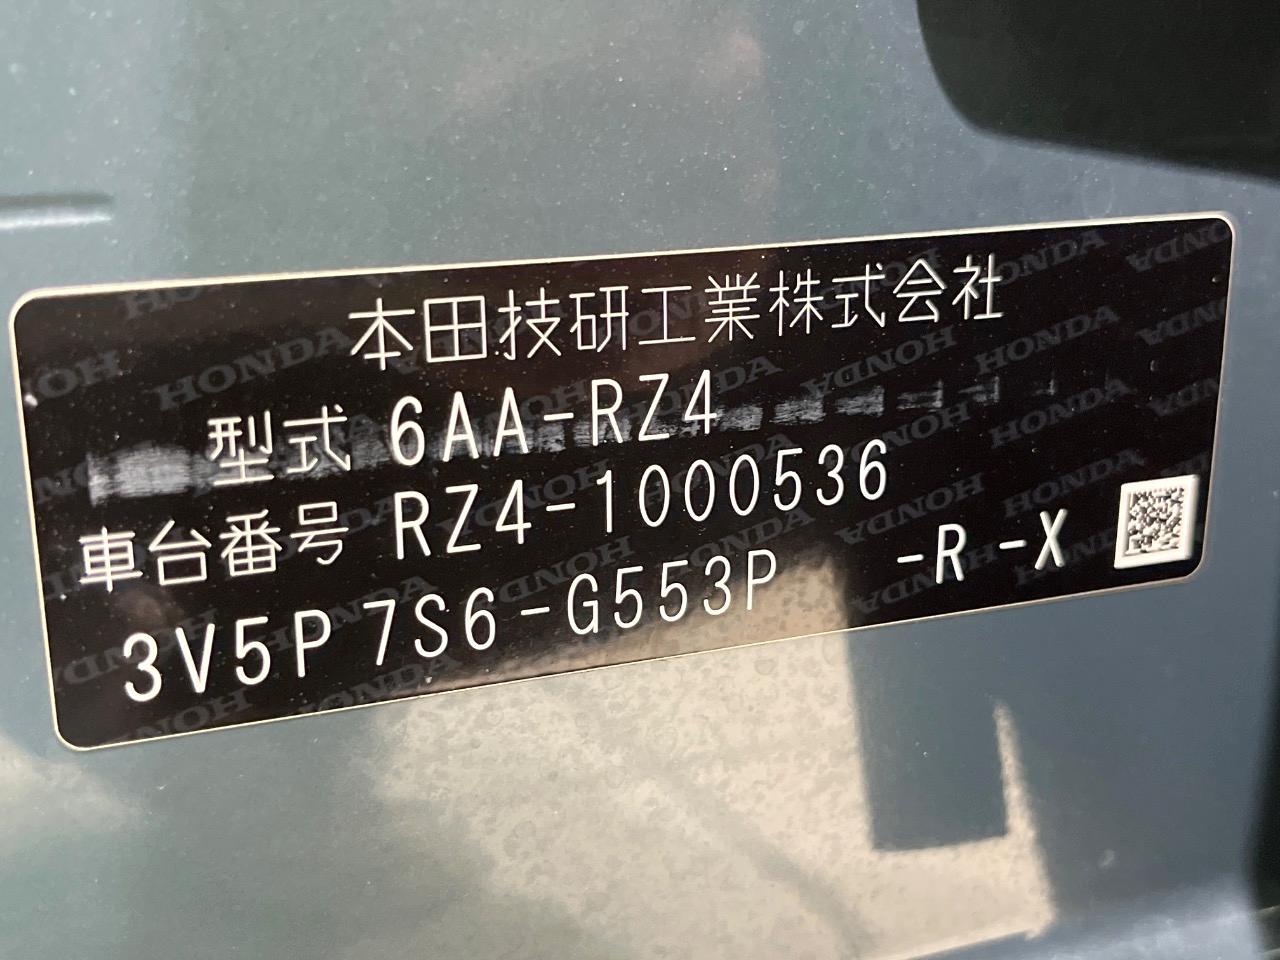 本田技研工業株式会社
型式 6AA-RZ4
車台番号 RZ4-1000536
3V5P 7S6-G553P -R -X